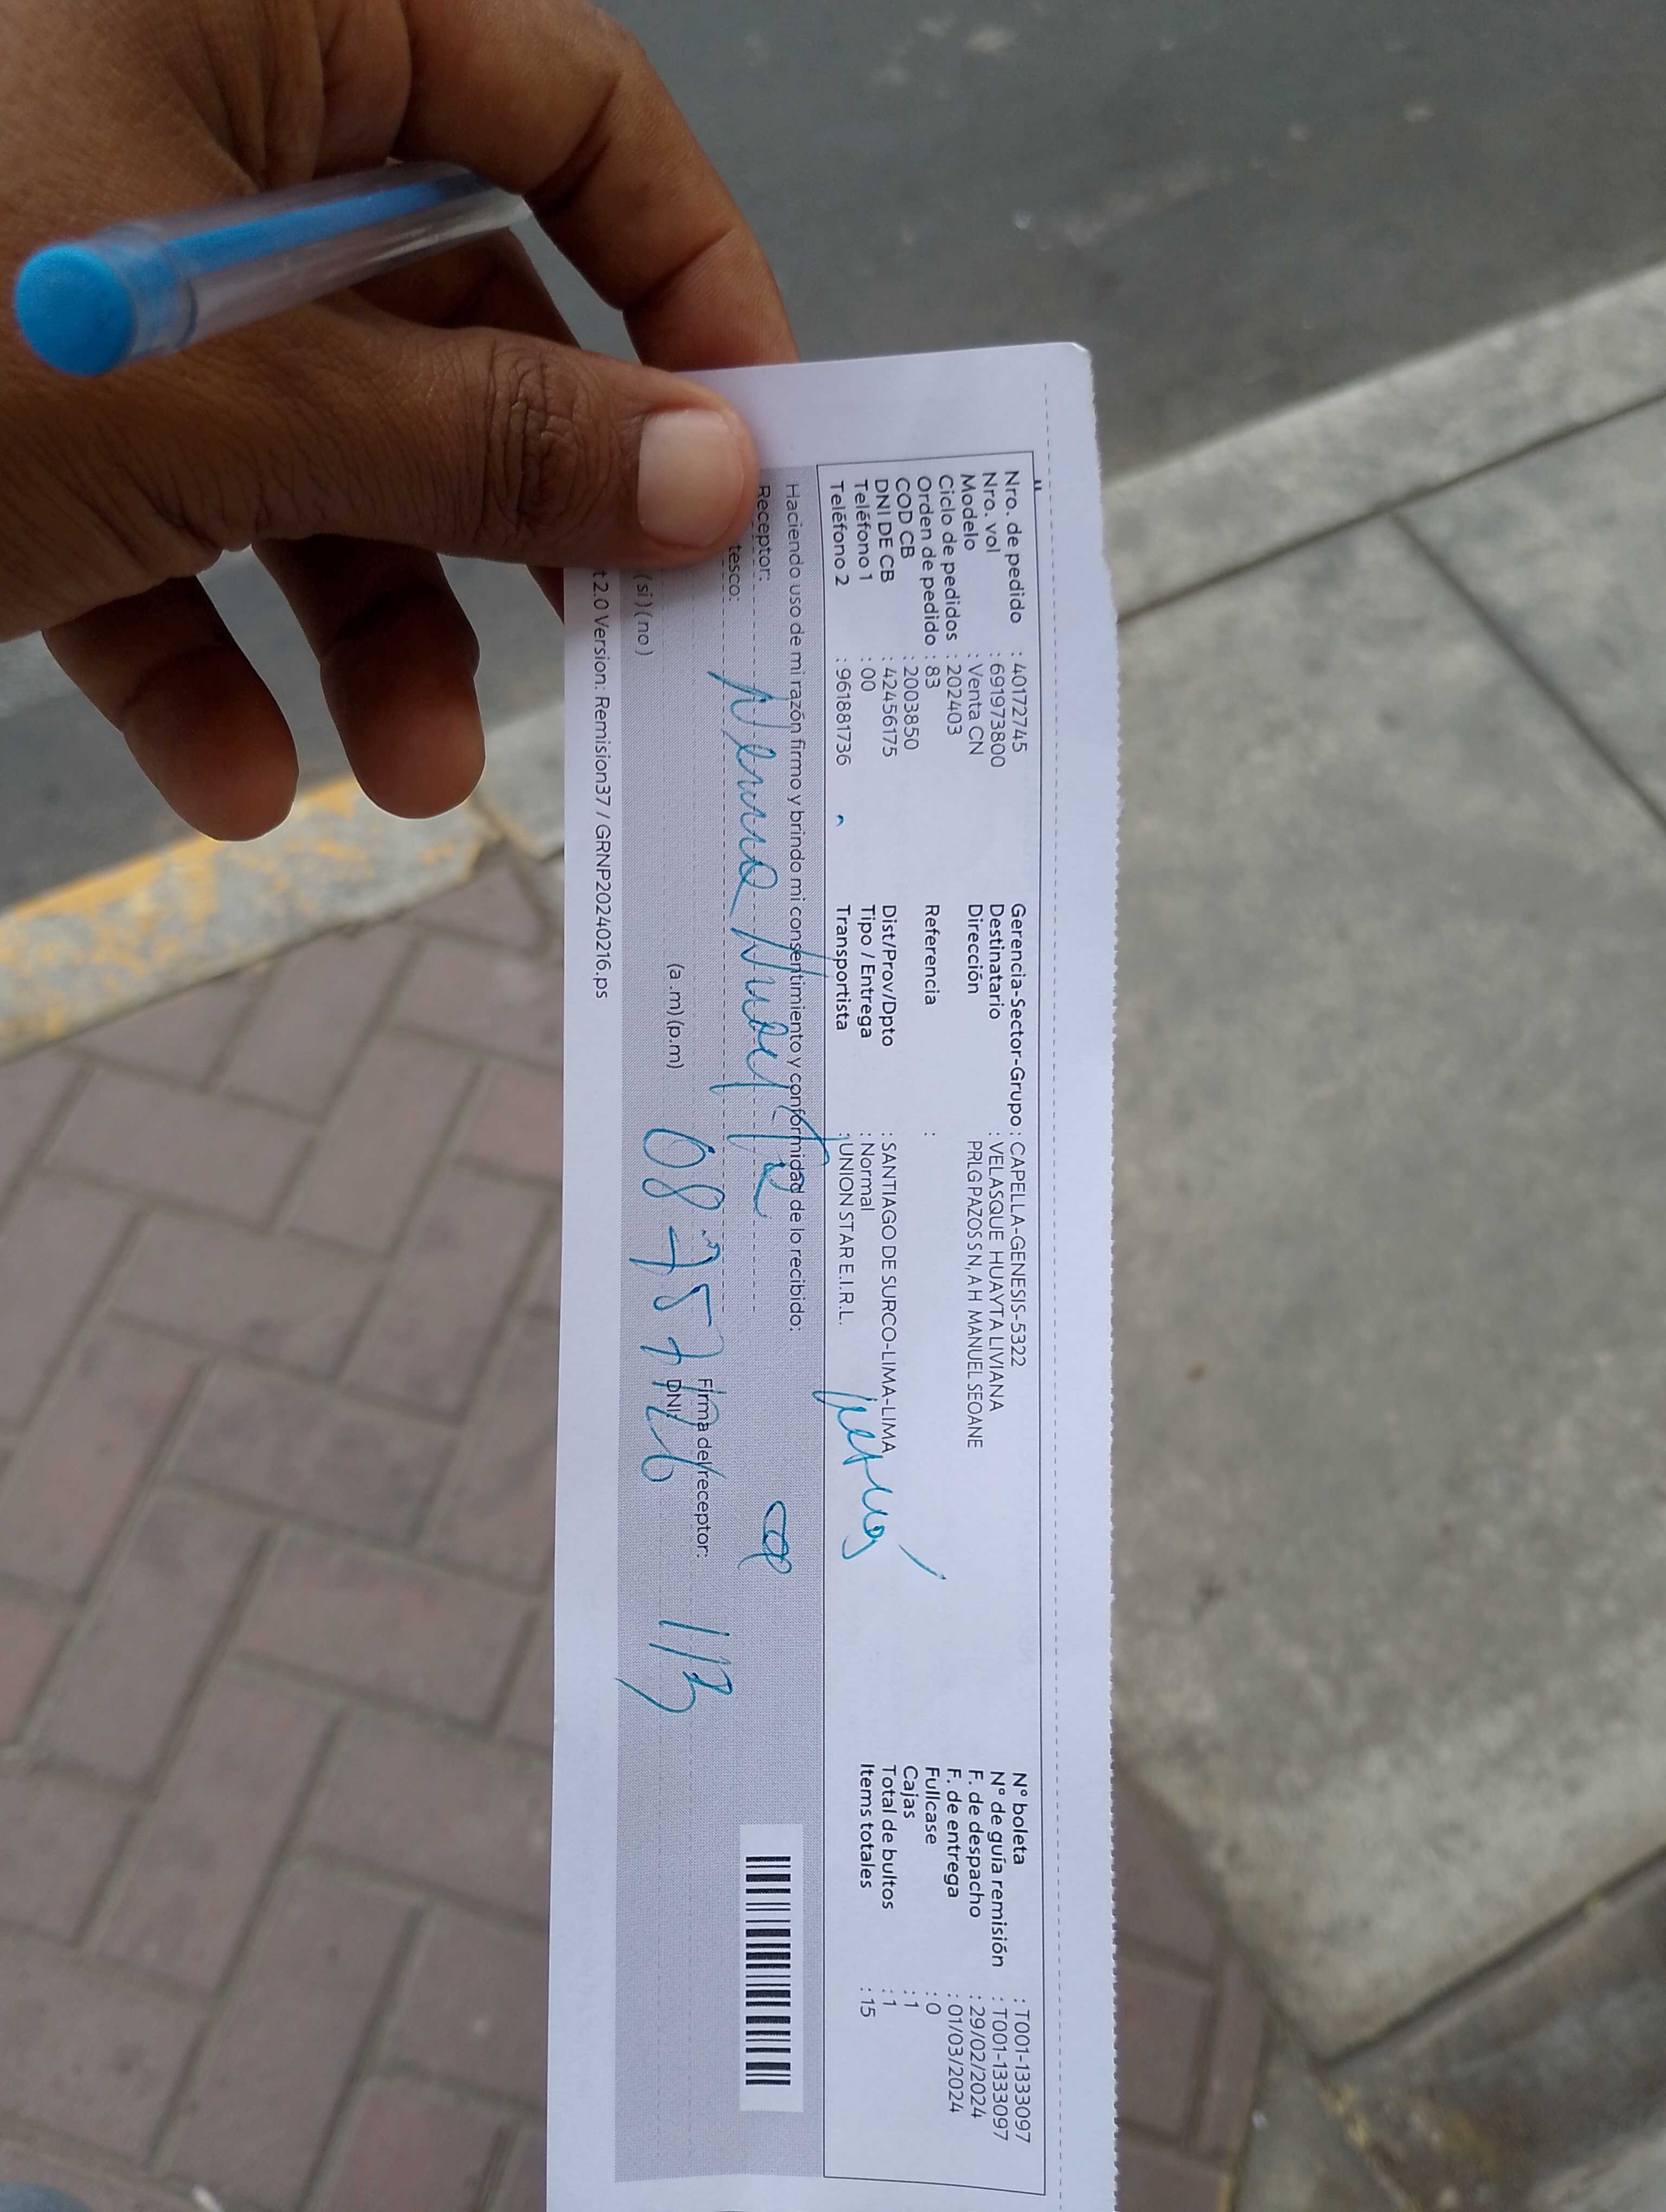 Nro. de pedido : 40172745
Nro. vol : 691973800
Modelo : Venta CN
Ciclo de pedidos : 202403
Orden de pedido : 83
COD CB : 2003850
DNI DE CB : 42456175
Teléfono 1 : 00
Teléfono 2 : 961881736
Gerencia-Sector-Grupo : CAPELLA-GENESIS-5322
Destinatario : VELASQUE HUAYTA LIVIANA
Dirección PRLG PAZOS S N, A H MANUEL SEOANE
Referencia :
Dist/Prov/Dpto : SANTIAGO DE SURCO-LIMA-LIMA
Tipo / Entrega : Normal
Transportista : UNION STAR E.I.R.L.
N° boleta : T001-1333097
N° de guía remisión : T001-1333097
F. de despacho : 29/02/2024
F. de entrega : 01/03/2024
Fullcase : 0
Cajas : 1
Total de bultos : 1
Items totales : 15
Haciendo uso de mi razón firmo y brindo mi consentimiento y conformidad de lo recibido:
Receptor:
tesco:
Firma del receptor:
(a.m) (p.m) DNI:
(si) (no)
1/3
t 2.0 Version: Remision37 / GRNP20240216.ps